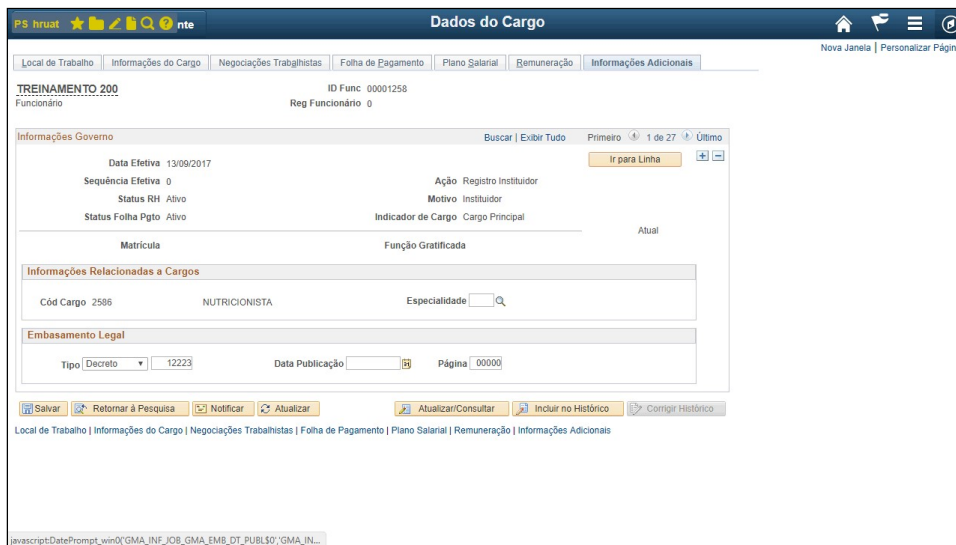 PS hruat nte Dados do Cargo
Nova Janela | Personalizar Págin
Local de Trabalho Informações do Cargo Negociações Trabalhistas Folha de Pagamento Plano Salarial Remuneração Informações Adicionais
TREINAMENTO 200 ID Func 00001258
Funcionário Reg Funcionário 0
Informações Governo Buscar | Exibir Tudo Primeiro 1 de 27 Último
Data Efetiva 13/09/2017 Ir para Linha
Sequência Efetiva 0 Ação Registro Instituidor
Status RH Ativo Motivo Instituidor
Status Folha Pgto Ativo Indicador de Cargo Cargo Principal
Atual
Matrícula Função Gratificada
Informações Relacionadas a Cargos
Cód Cargo 2586 NUTRICIONISTA Especialidade
Embasamento Legal
Tipo Decreto 12223 Data Publicação Página 00000
Salvar Retornar à Pesquisa Notificar Atualizar Atualizar/Consultar Incluir no Histórico Corrigir Histórico
Local de Trabalho | Informações do Cargo | Negociações Trabalhistas | Folha de Pagamento | Plano Salarial | Remuneração | Informações Adicionais
javascript:DatePrompt_win0('GMA_INF_JOB_GMA_EMB_DT_PUBL$0','GMA_IN...